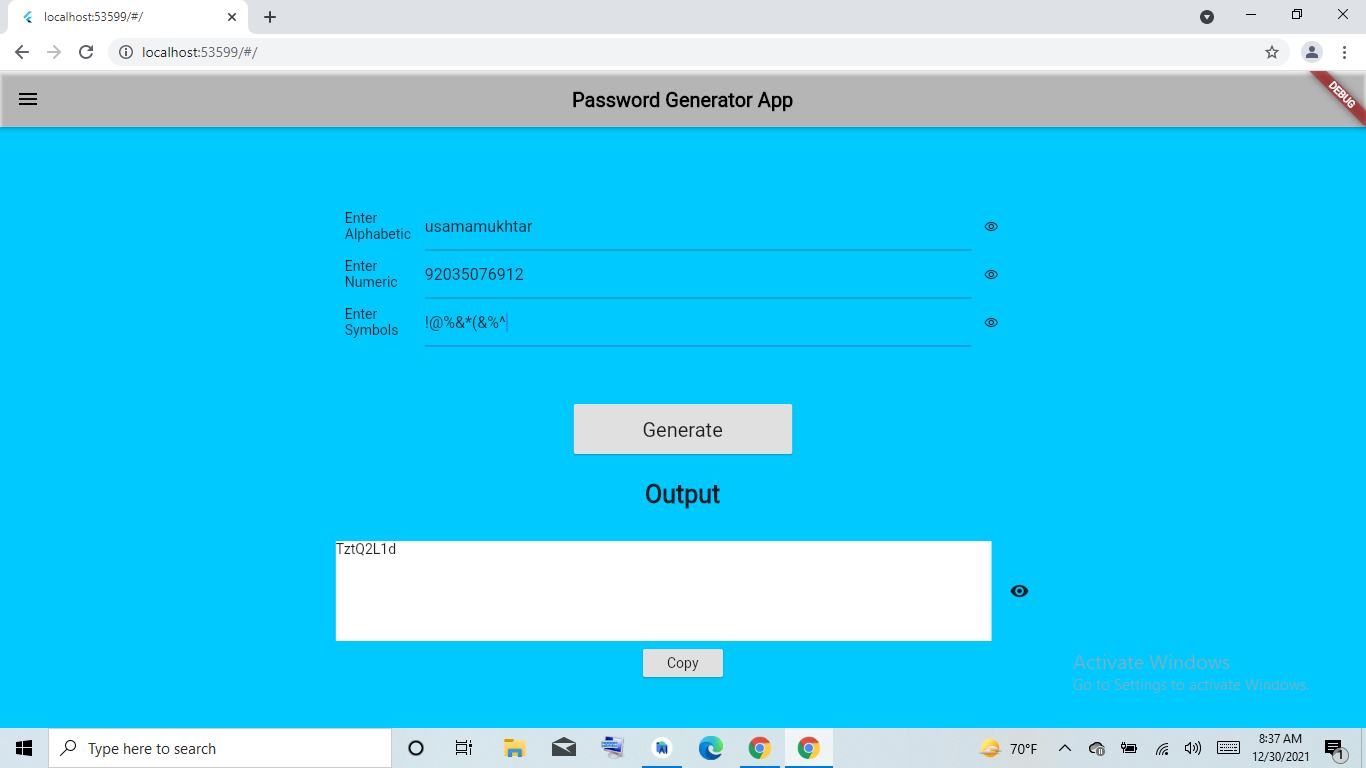 localhost:53599/#/
localhost:53599/#/
Password Generator App
DEBUG
Enter
Alphabetic
usamamukhtar
Enter
Numeric
92035076912
Enter
Symbols
!@%&*(&%^
Generate
Output
TztQ2L1d
Copy
Activate Windows
Go to Settings to activate Windows.
Type here to search
70°F
8:37 AM
12/30/2021
1